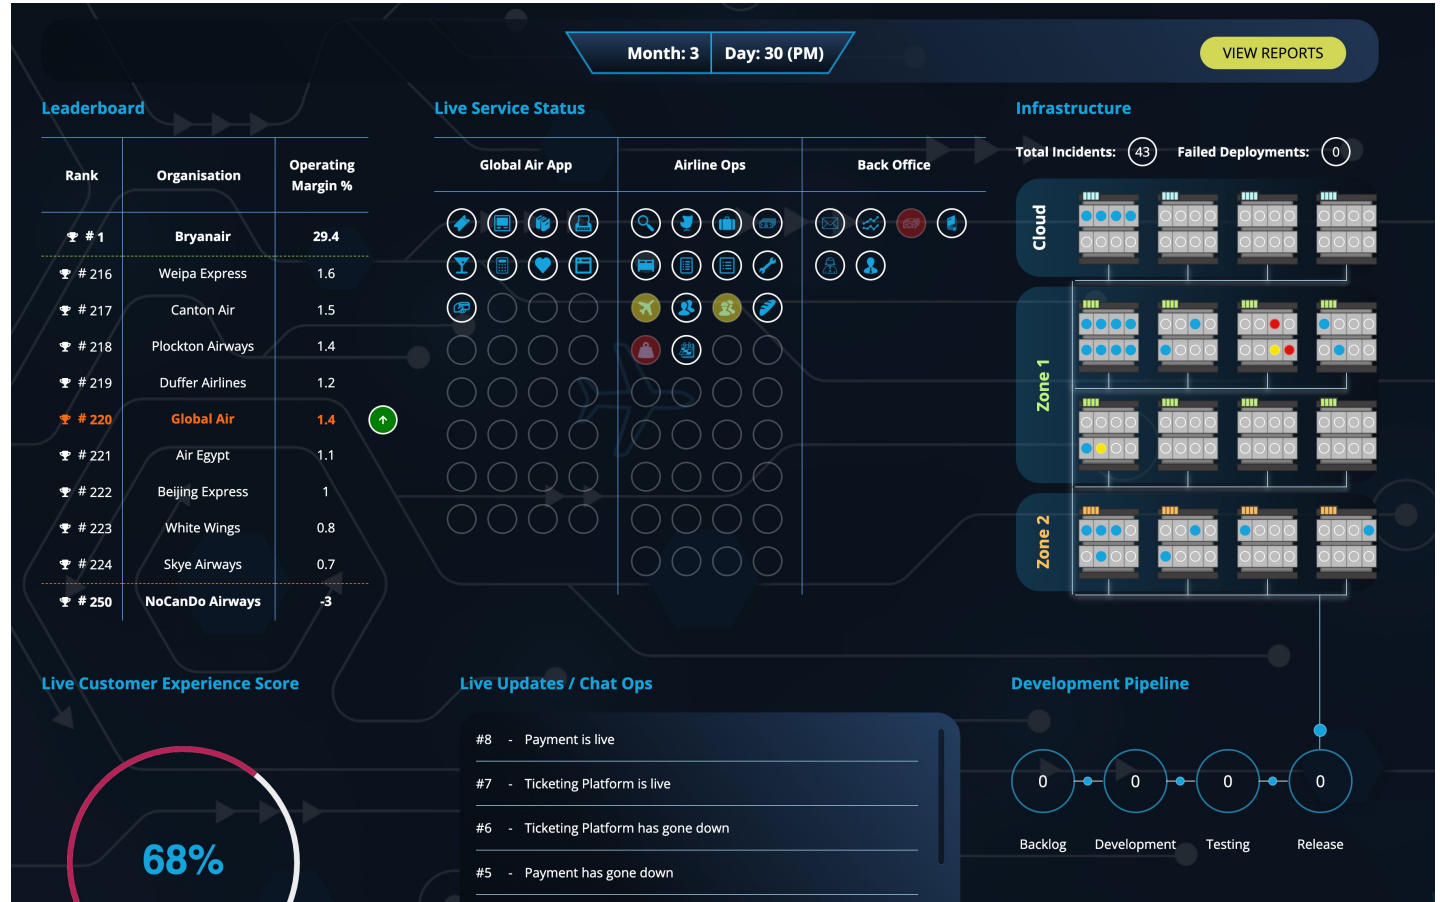 Month: 3
Day: 30 (PM)
VIEW REPORTS
Leaderboard
Rank
Organisation
Operating
Margin %
# 1 Bryanair 29.4
# 216 Weipa Express 1.6
# 217 Canton Air 1.5
# 218 Plockton Airways 1.4
# 219 Duffer Airlines 1.2
# 220 Global Air 1.4
# 221 Air Egypt 1.1
# 222 Beijing Express 1
# 223 White Wings 0.8
# 224 Skye Airways 0.7
# 250 NoCanDo Airways -3
Live Service Status
Global Air App
Airline Ops
Back Office
Infrastructure
Total Incidents: 43 Failed Deployments: 0
Cloud
Zone 1
Zone 2
Live Customer Experience Score
68%
Live Updates / Chat Ops
#8 - Payment is live
#7 - Ticketing Platform is live
#6 - Ticketing Platform has gone down
#5 - Payment has gone down
Development Pipeline
0 0 0 0
Backlog Development Testing Release